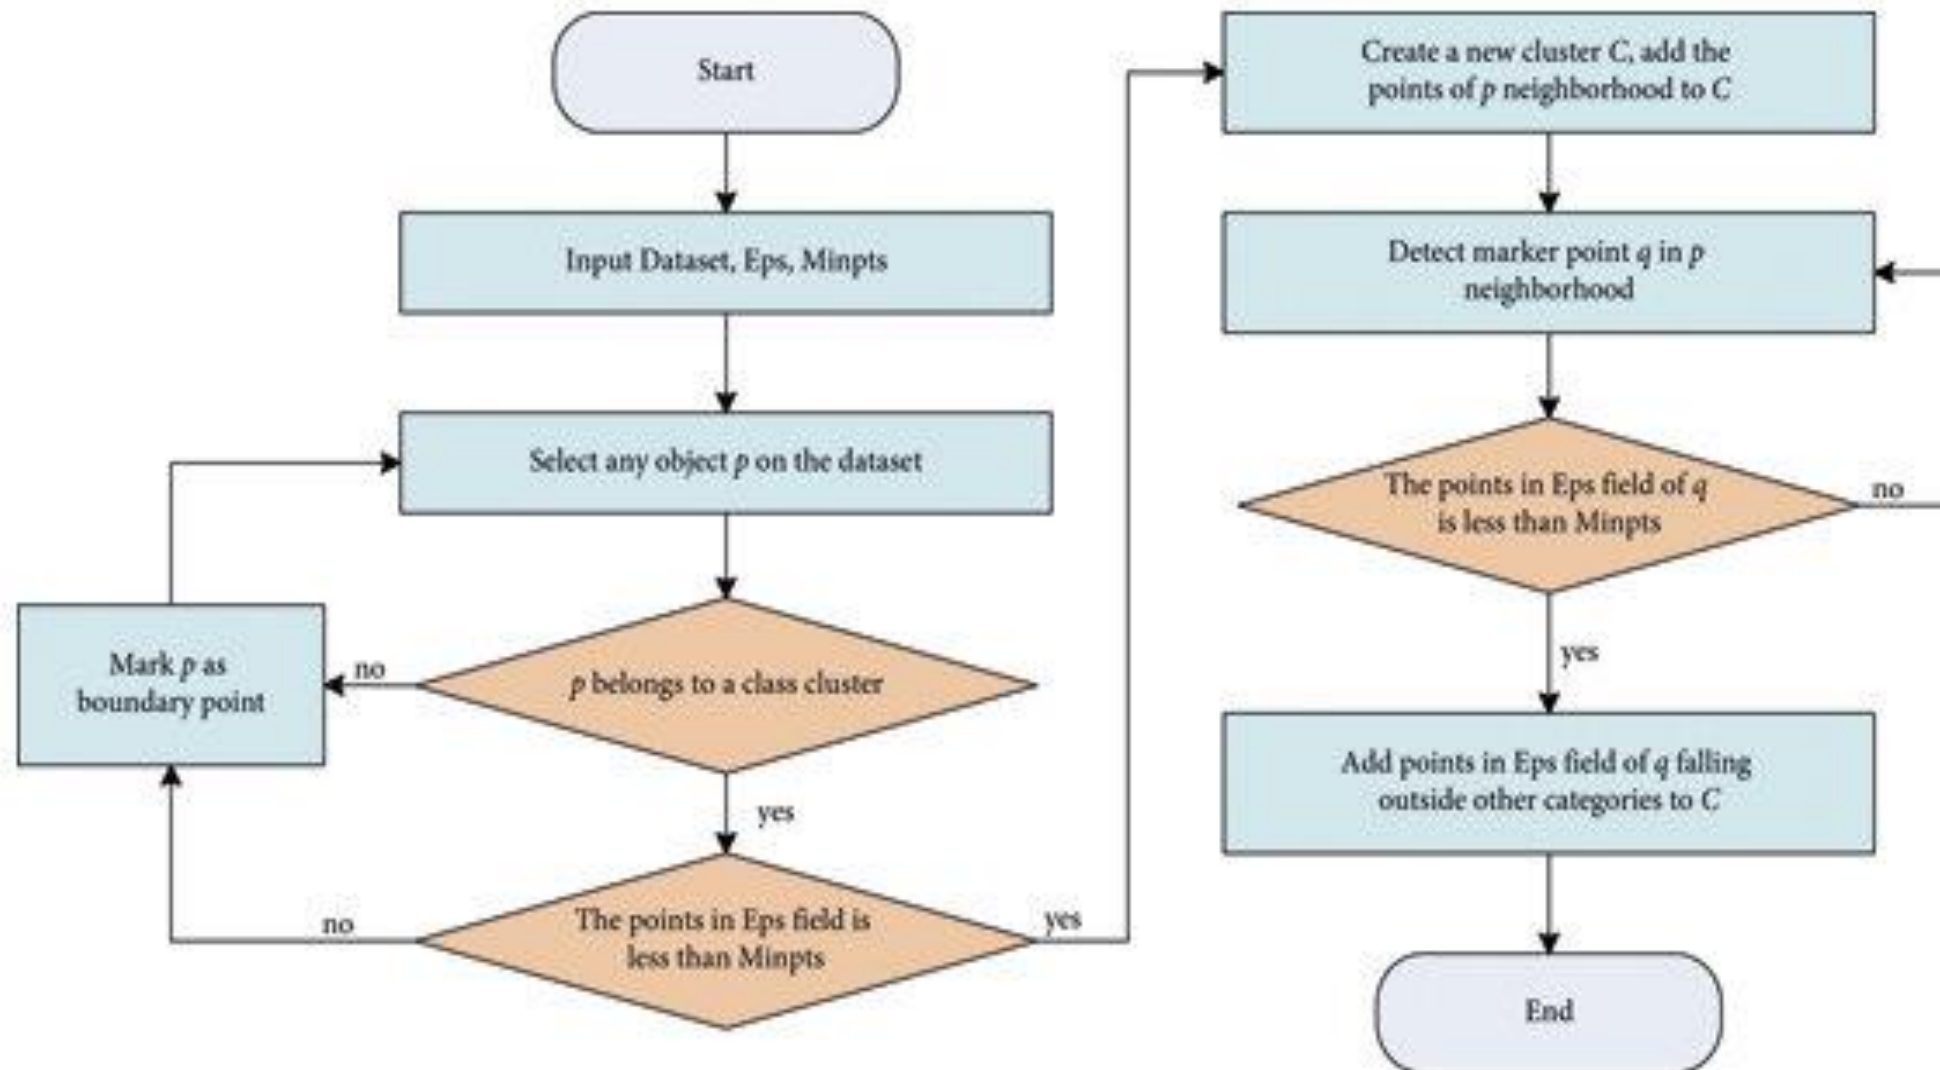 Start
Input Dataset, Eps, Minpts
Select any object p on the dataset
Mark p as
boundary point
no
p belongs to a class cluster
yes
no
The points in Eps field is
less than Minpts
yes
Create a new cluster C, add the
points of p neighborhood to C
Detect marker point q in p
neighborhood
The points in Eps field of q
is less than Minpts
no
yes
Add points in Eps field of q falling
outside other categories to C
End